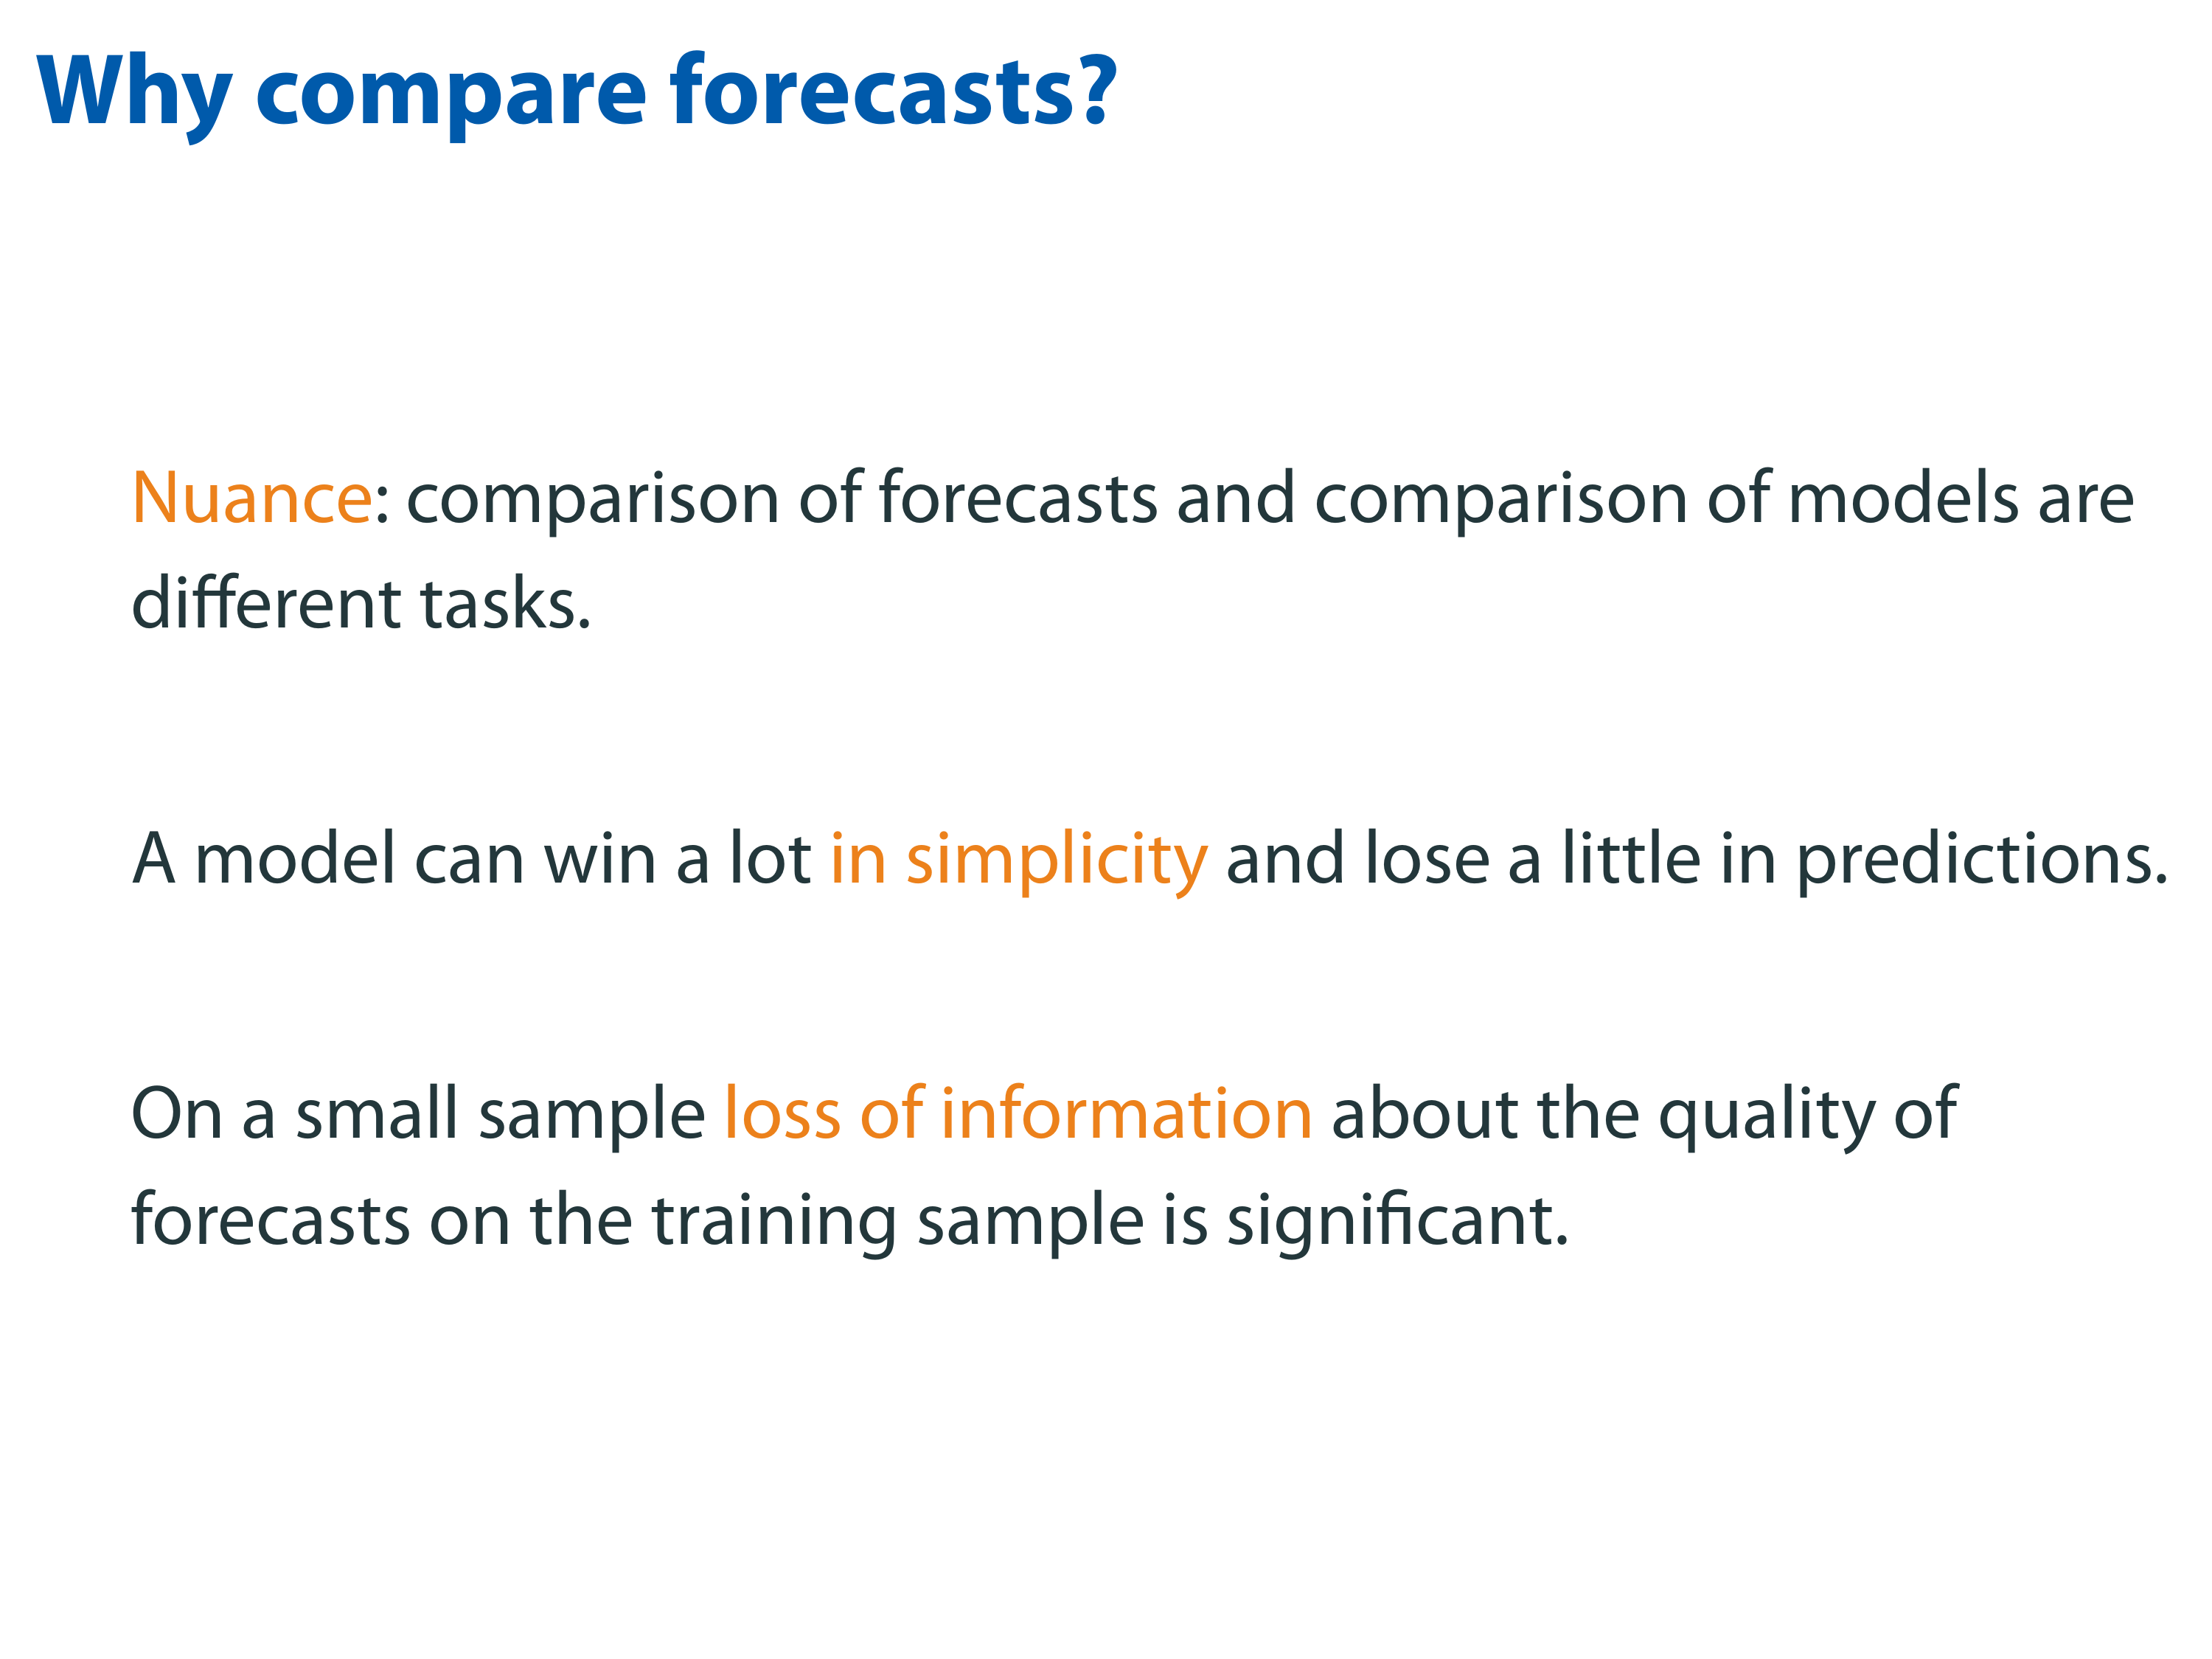 Why compare forecasts?
Nuance: comparison of forecasts and comparison of models are
different tasks.
A model can win a lot in simplicity and lose a little in predictions.
On a small sample loss of information about the quality of
forecasts on the training sample is significant.